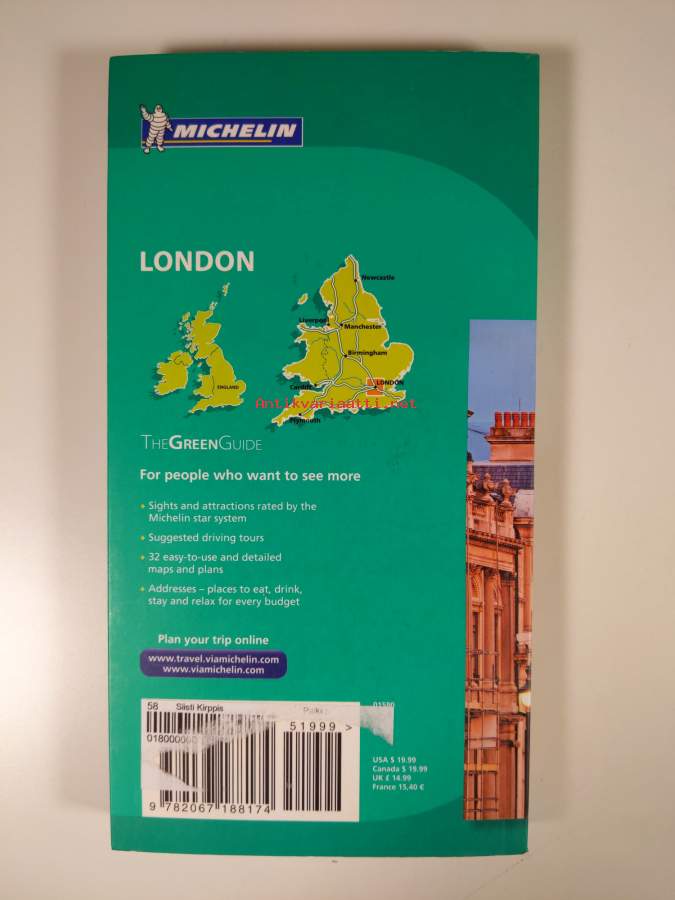 MICHELIN
LONDON
Newcastle
Liverpool
Manchester
Birmingham
ENGLAND
Cardiff
LONDON
Antikvariaatti.net
Plymouth
THEGREENGUIDE
For people who want to see more
Sights and attractions rated by the
Michelin star system
Suggested driving tours
32 easy-to-use and detailed
maps and plans
Addresses – places to eat, drink,
stay and relax for every budget
Plan your trip online
www.travel.viamichelin.com
www.viamichelin.com
58 Siisti Kirppis
51999>
USA $ 19.99
Canada $ 19.99
UK £ 14.99
France 15,40 €
9 782067 188174